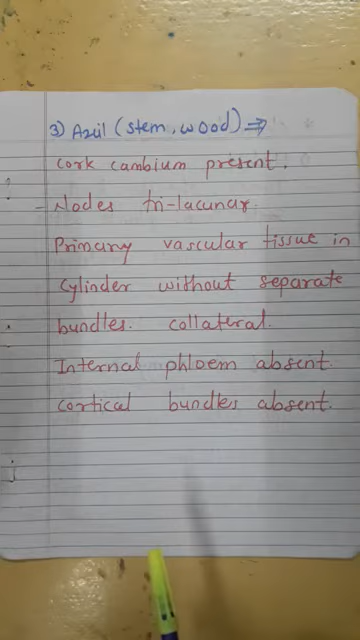 3) Axil (stem, wood) ⇒
Cork cambium present.
- Nodes tri-lacunar.
Primary vascular tissue in
cylinder without separate
bundles. collateral.
Internal phloem absent.
Cortical bundles absent.